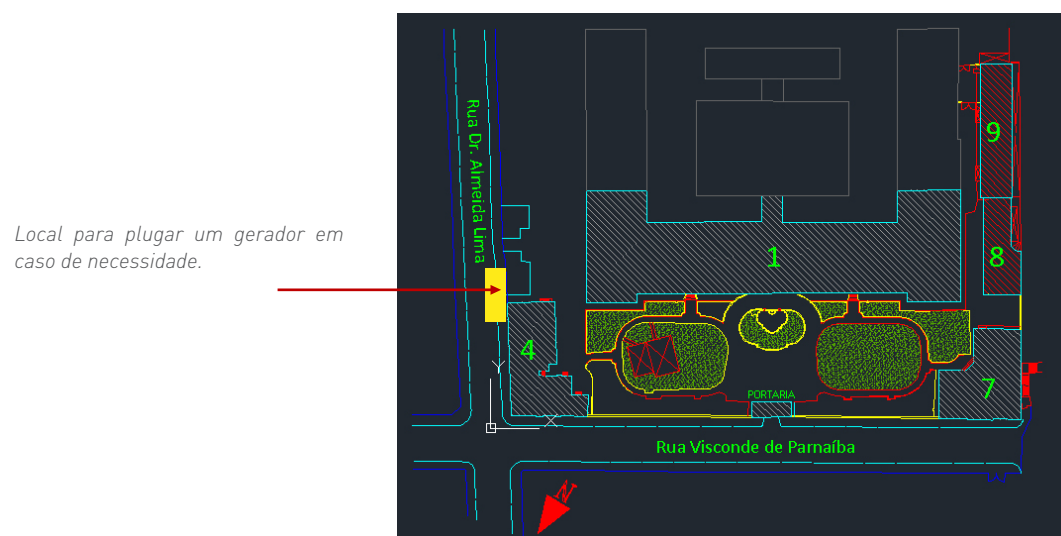 Local para plugar um gerador em
caso de necessidade.
Rua Dr. Almeida Lima
9
8
1
4
7
PORTARIA
Rua Visconde de Parnaíba
Y
X
N